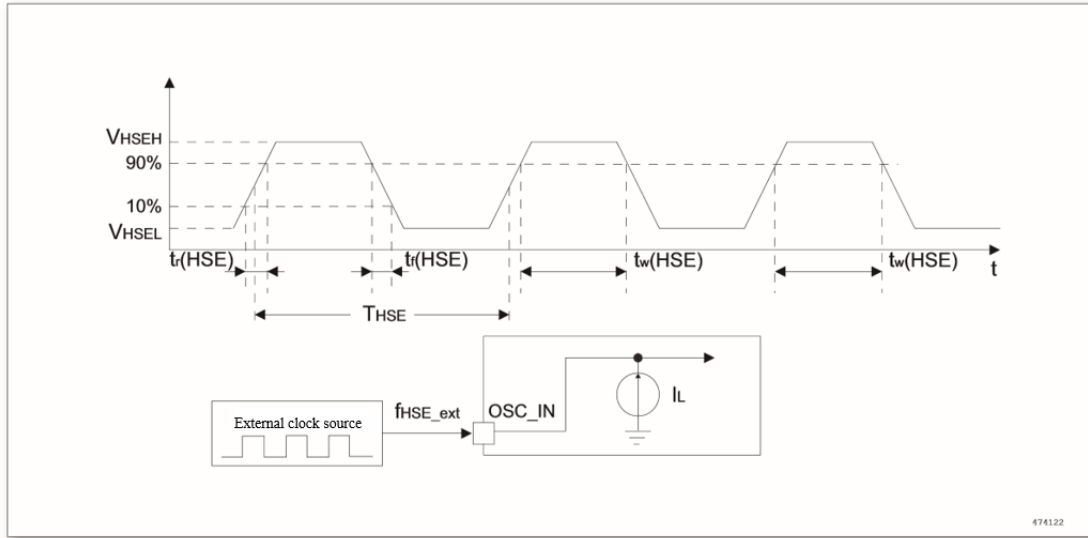 VHSEH
90%
10%
VHSEL
tr(HSE) tf(HSE) tw(HSE) tw(HSE) t
THSE
External clock source
fHSE_ext OSC_IN IL
474122